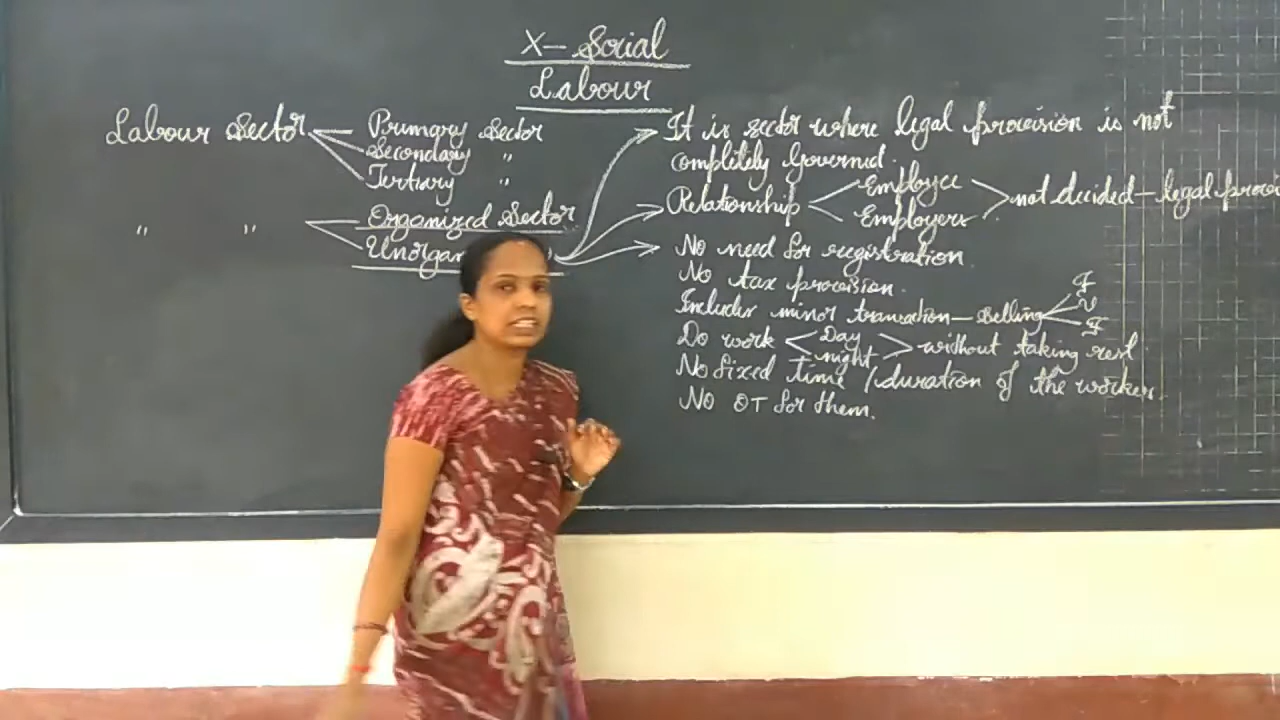 X - Social
Labour
Labour Sector
Primary Sector
Secondary "
Tertiary "
" "
Organized Sector
Unorgan
It is sector where legal provision is not
completely Governed.
Relationship Employee Employers not decided - legal
No need for registration
No tax provision.
Includes minor transaction - Selling F V F
Do work Day night without taking rest.
No fixed time / duration of the worker.
No OT for them.